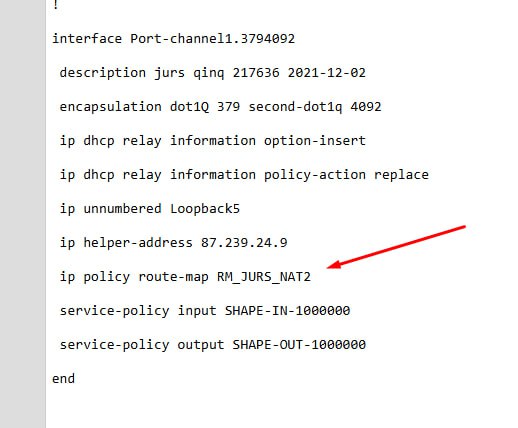 !
interface Port-channel1.3794092
description jurs qinq 217636 2021-12-02
encapsulation dot1Q 379 second-dot1q 4092
ip dhcp relay information option-insert
ip dhcp relay information policy-action replace
ip unnumbered Loopback5
ip helper-address 87.239.24.9
ip policy route-map RM_JURS_NAT2
service-policy input SHAPE-IN-1000000
service-policy output SHAPE-OUT-1000000
end